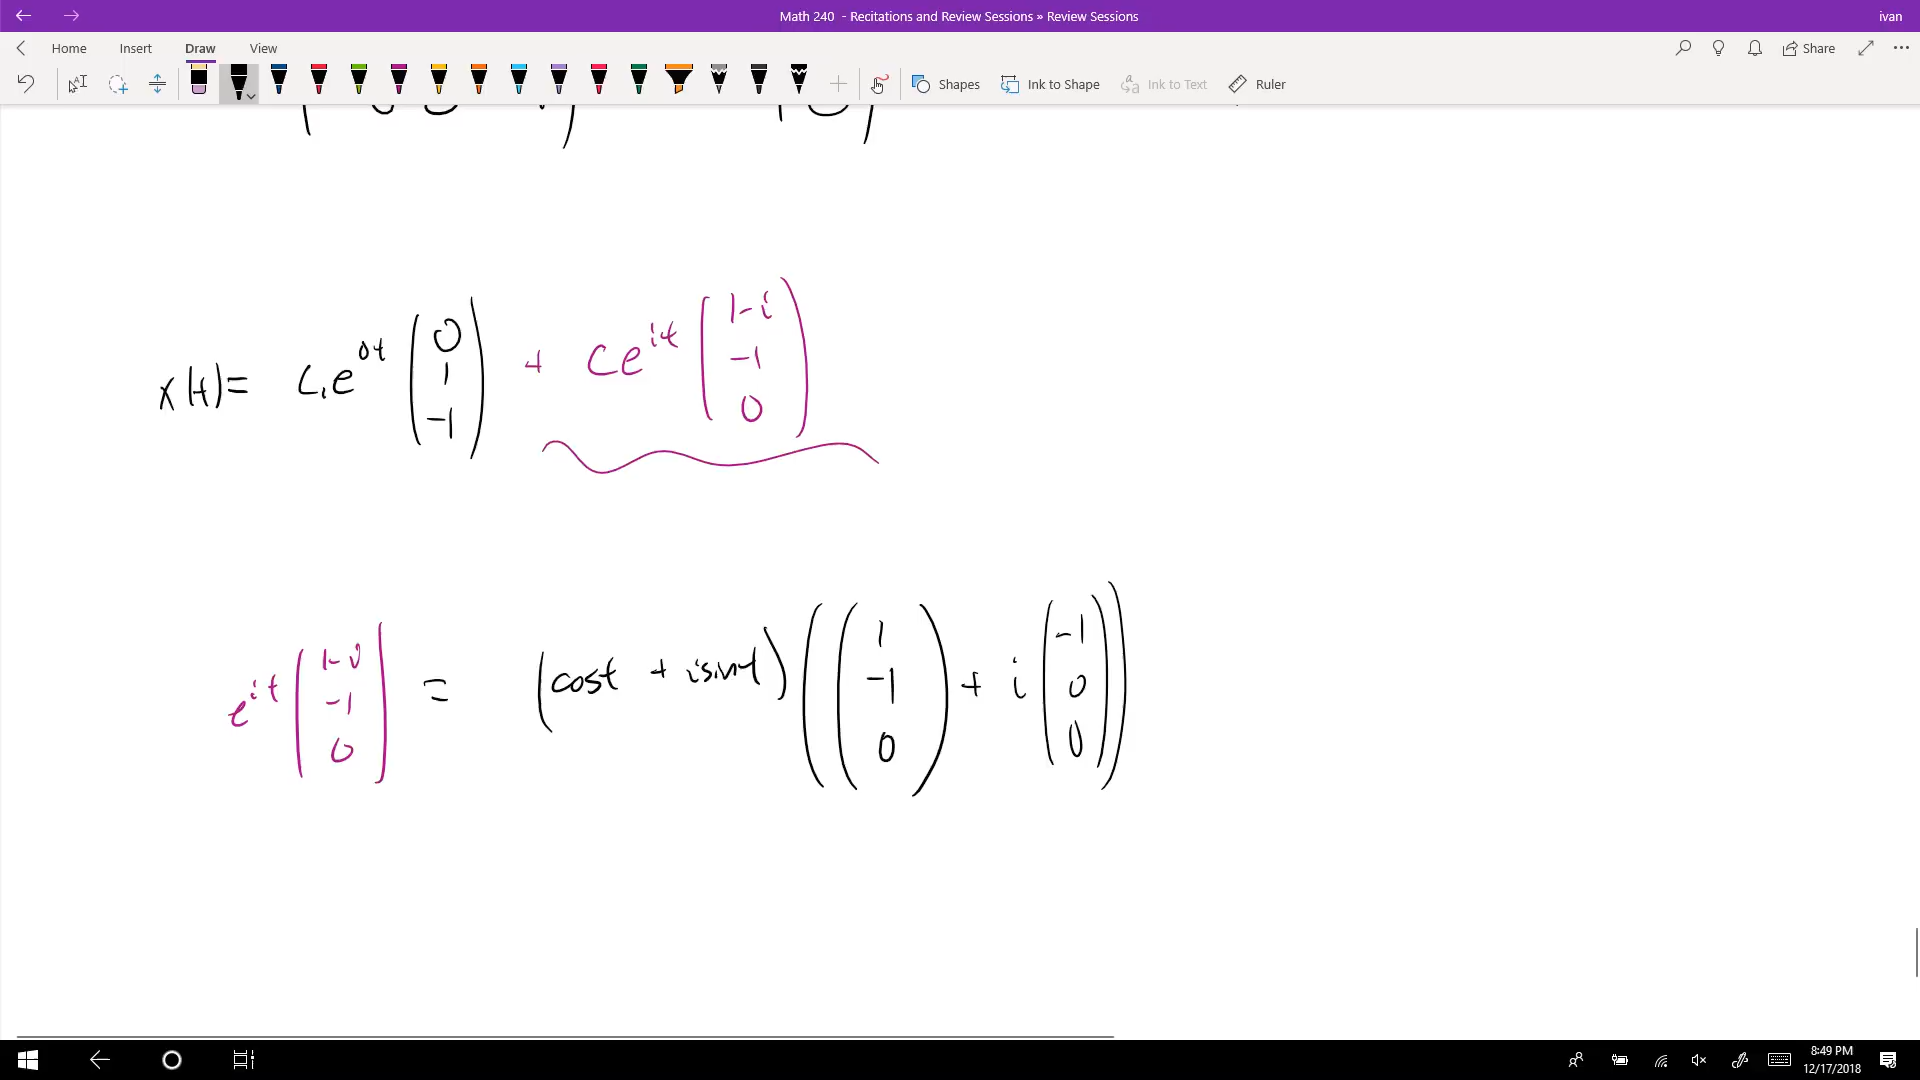 Math 240 - Recitations and Review Sessions » Review Sessions
ivan
Home Insert Draw View
Share
Shapes Ink to Shape Ink to Text Ruler
x(t) = c₁e^{0t} (0 1 -1) + ce^{it} (1-i -1 0)
e^{it} (1-i -1 0) = (cost + isint) ((1 -1 0) + i (-1 0 0))
8:49 PM
12/17/2018